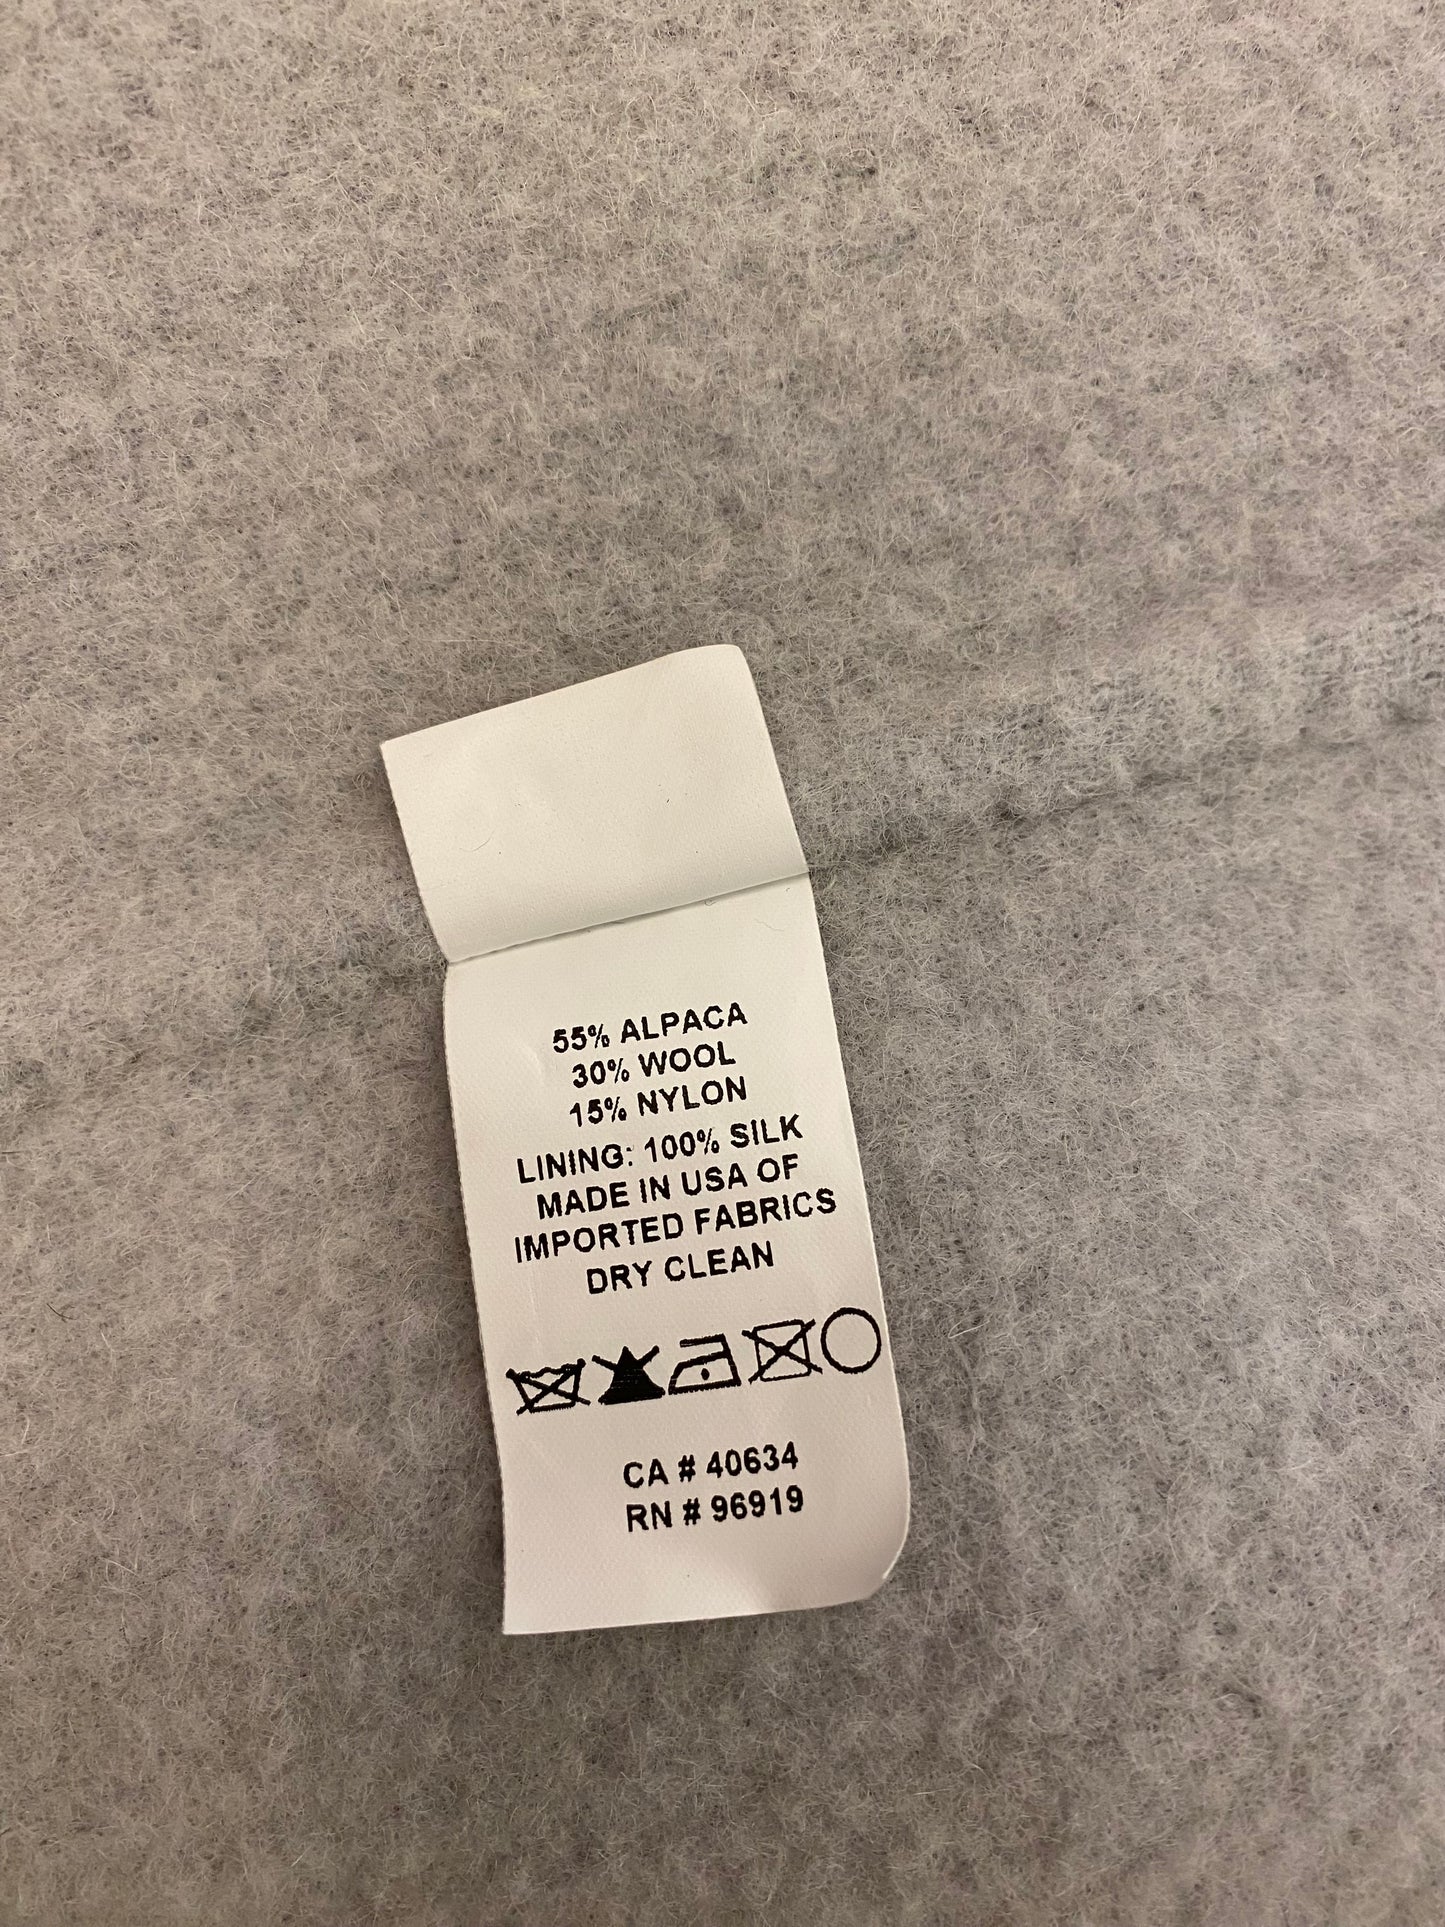 55% ALPACA
30% WOOL
15% NYLON
LINING: 100% SILK
MADE IN USA OF
IMPORTED FABRICS
DRY CLEAN
CA # 40634
RN # 96919